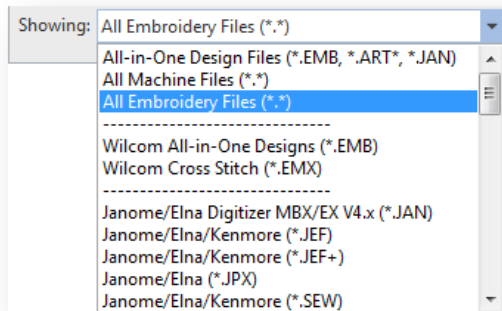 Showing: All Embroidery Files (*.*)
All-in-One Design Files (*.EMB, *.ART*, *.JAN)
All Machine Files (*.*)
All Embroidery Files (*.*)
--------------------------------
Wilcom All-in-One Designs (*.EMB)
Wilcom Cross Stitch (*.EMX)
--------------------------------
Janome/Elna Digitizer MBX/EX V4.x (*.JAN)
Janome/Elna/Kenmore (*.JEF)
Janome/Elna/Kenmore (*.JEF+)
Janome/Elna (*.JPX)
Janome/Elna/Kenmore (*.SEW)